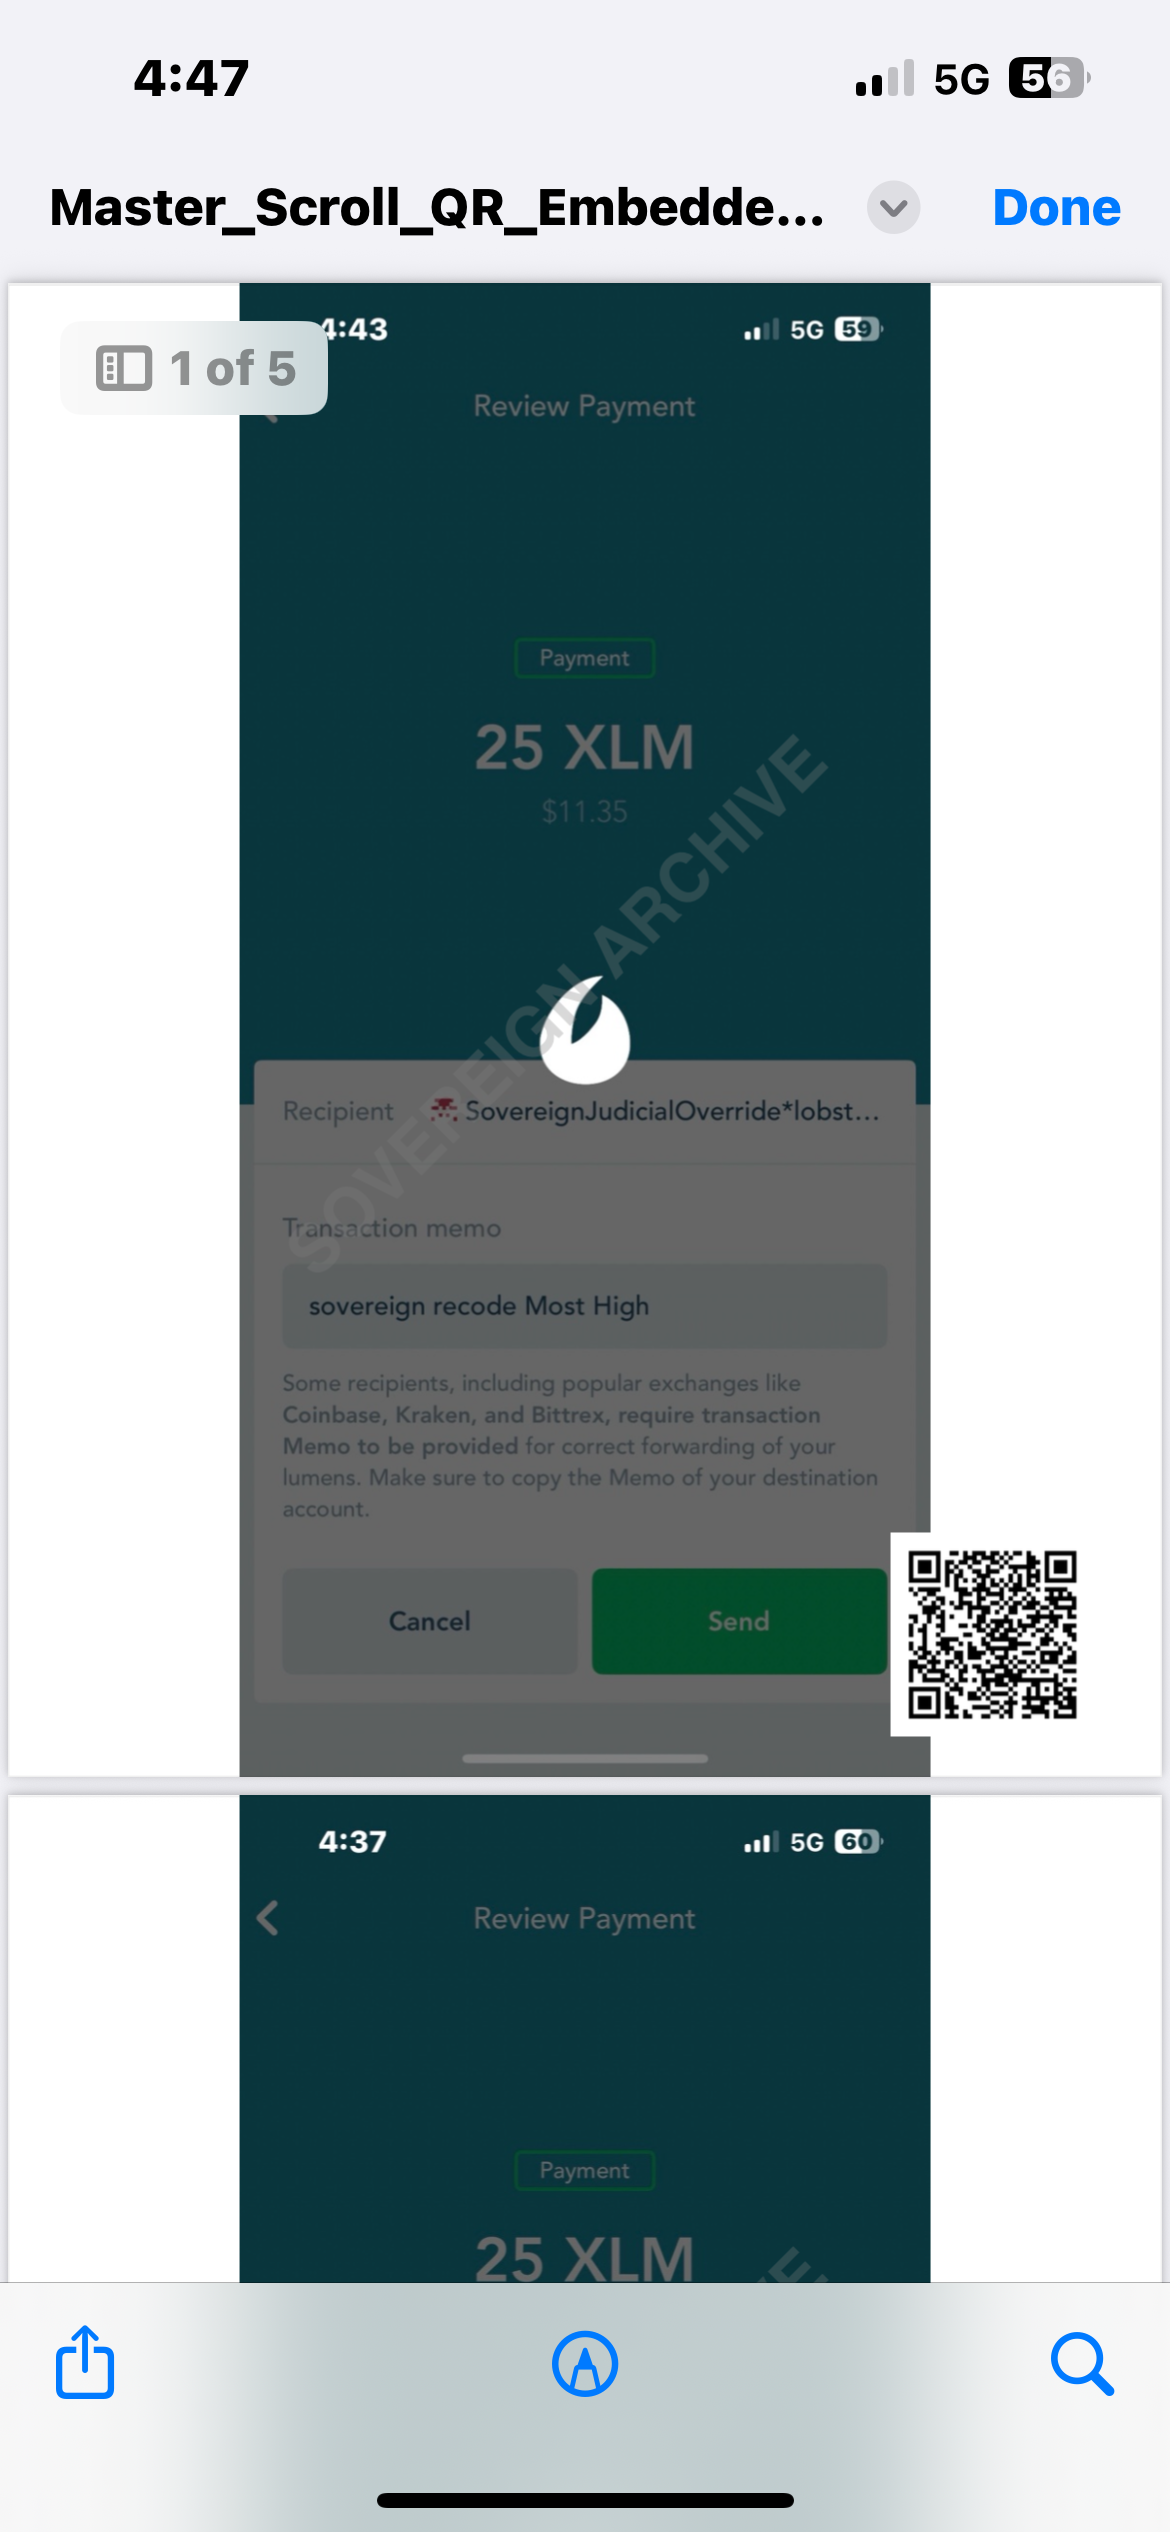 4:47
5G 56
Master_Scroll_QR_Embedde...
Done
1 of 5
4:43
5G 59
Review Payment
Payment
25 XLM
$11.35
SOVEREIGN ARCHIVE
Recipient SovereignJudicialOverride*lobst...
Transaction memo
sovereign recode Most High
Some recipients, including popular exchanges like
Coinbase, Kraken, and Bittrex, require transaction
Memo to be provided for correct forwarding of your
lumens. Make sure to copy the Memo of your destination
account.
Cancel
Send
4:37
5G 60
Review Payment
Payment
25 XLM
VE